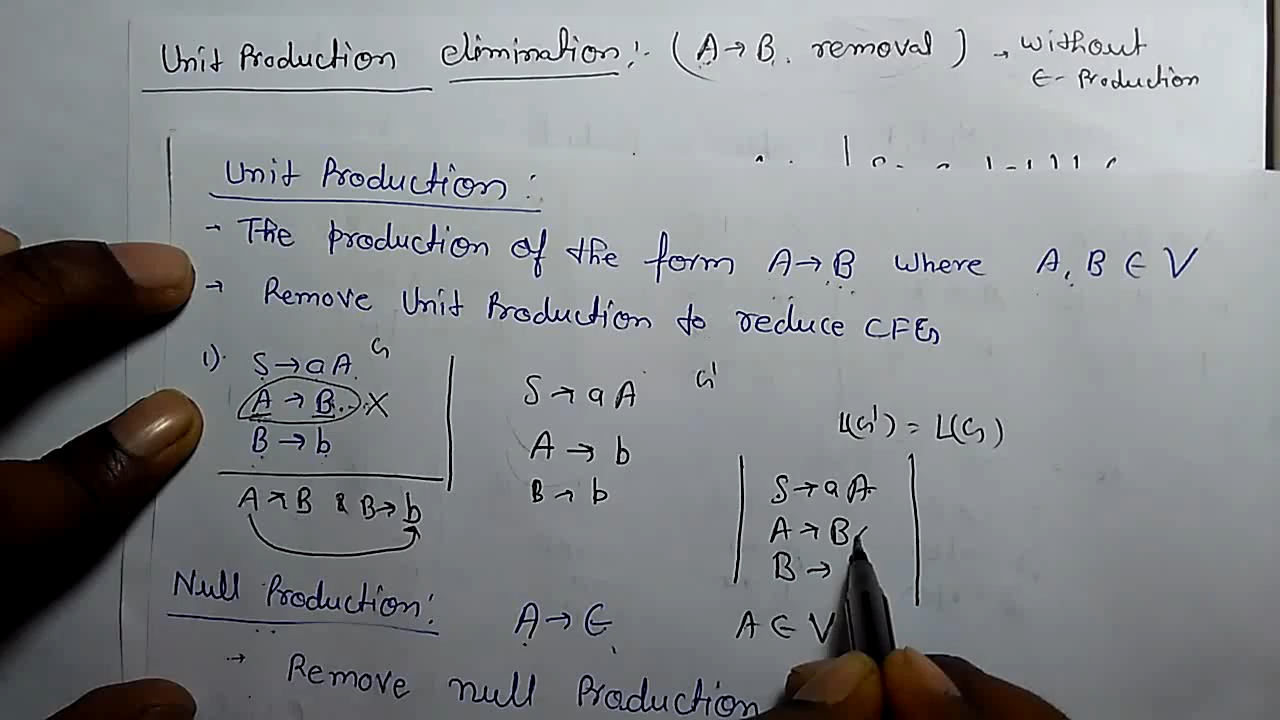 Unit Production elimination:- (A→B. removal) → without
ε- Production
Unit Production:
→ The production of the form A→B where A, B ∈ V
→ Remove Unit Production to reduce CFG
1). S→aA G
A → B... X
B → b
A→B & B→b
S→aA G'
A → b
B→b
L(G') = L(G)
S→aA
A→B
B→
Null Production:
A→ε
A ∈ V
→ Remove null Production